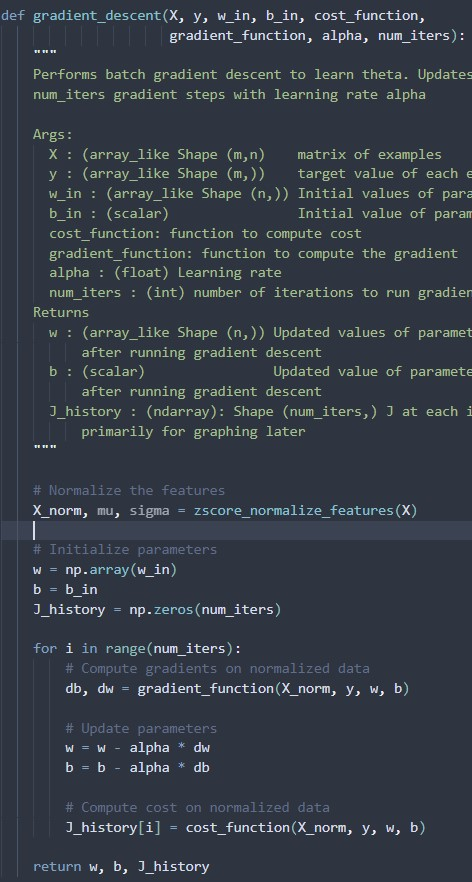 def gradient_descent(X, y, w_in, b_in, cost_function,
gradient_function, alpha, num_iters):
"""
Performs batch gradient descent to learn theta. Updates
num_iters gradient steps with learning rate alpha
Args:
X : (array_like Shape (m,n)    matrix of examples
y : (array_like Shape (m,))    target value of each e
w_in : (array_like Shape (n,)) Initial values of para
b_in : (scalar)                Initial value of param
cost_function: function to compute cost
gradient_function: function to compute the gradient
alpha : (float) Learning rate
num_iters : (int) number of iterations to run gradien
Returns
w : (array_like Shape (n,)) Updated values of paramet
after running gradient descent
b : (scalar)                Updated value of paramete
after running gradient descent
J_history : (ndarray): Shape (num_iters,) J at each i
primarily for graphing later
"""
# Normalize the features
X_norm, mu, sigma = zscore_normalize_features(X)
# Initialize parameters
w = np.array(w_in)
b = b_in
J_history = np.zeros(num_iters)
for i in range(num_iters):
# Compute gradients on normalized data
db, dw = gradient_function(X_norm, y, w, b)
# Update parameters
w = w - alpha * dw
b = b - alpha * db
# Compute cost on normalized data
J_history[i] = cost_function(X_norm, y, w, b)
return w, b, J_history